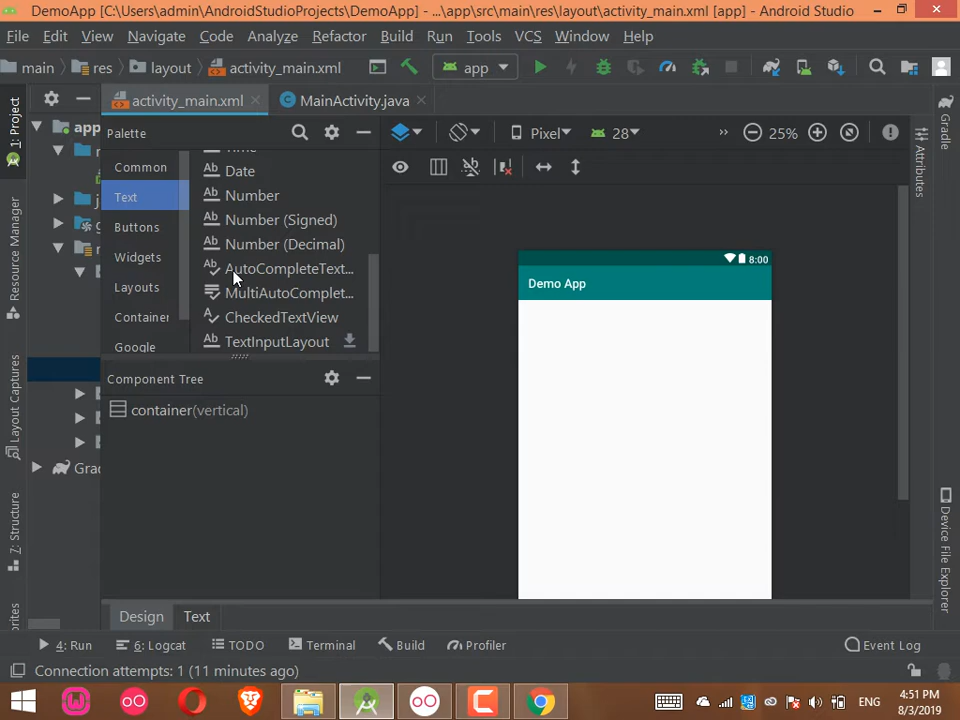 DemoApp [C:\Users\admin\AndroidStudioProjects\DemoApp] - ...\app\src\main\res\layout\activity_main.xml [app] - Android Studio
File Edit View Navigate Code Analyze Refactor Build Run Tools VCS Window Help
main res layout activity_main.xml app
activity_main.xml MainActivity.java
1: Project
Resource Manager
Layout Captures
7: Structure
app
Grad
Palette
Common
Text
Buttons
Widgets
Layouts
Container
Google
Date
Number
Number (Signed)
Number (Decimal)
AutoCompleteText...
MultiAutoComplet...
CheckedTextView
TextInputLayout
Component Tree
container(vertical)
Pixel 28 25%
8:00
Demo App
Gradle
Attributes
Device File Explorer
Design Text
4: Run 6: Logcat TODO Terminal Build Profiler Event Log
Connection attempts: 1 (11 minutes ago)
ENG
4:51 PM
8/3/2019